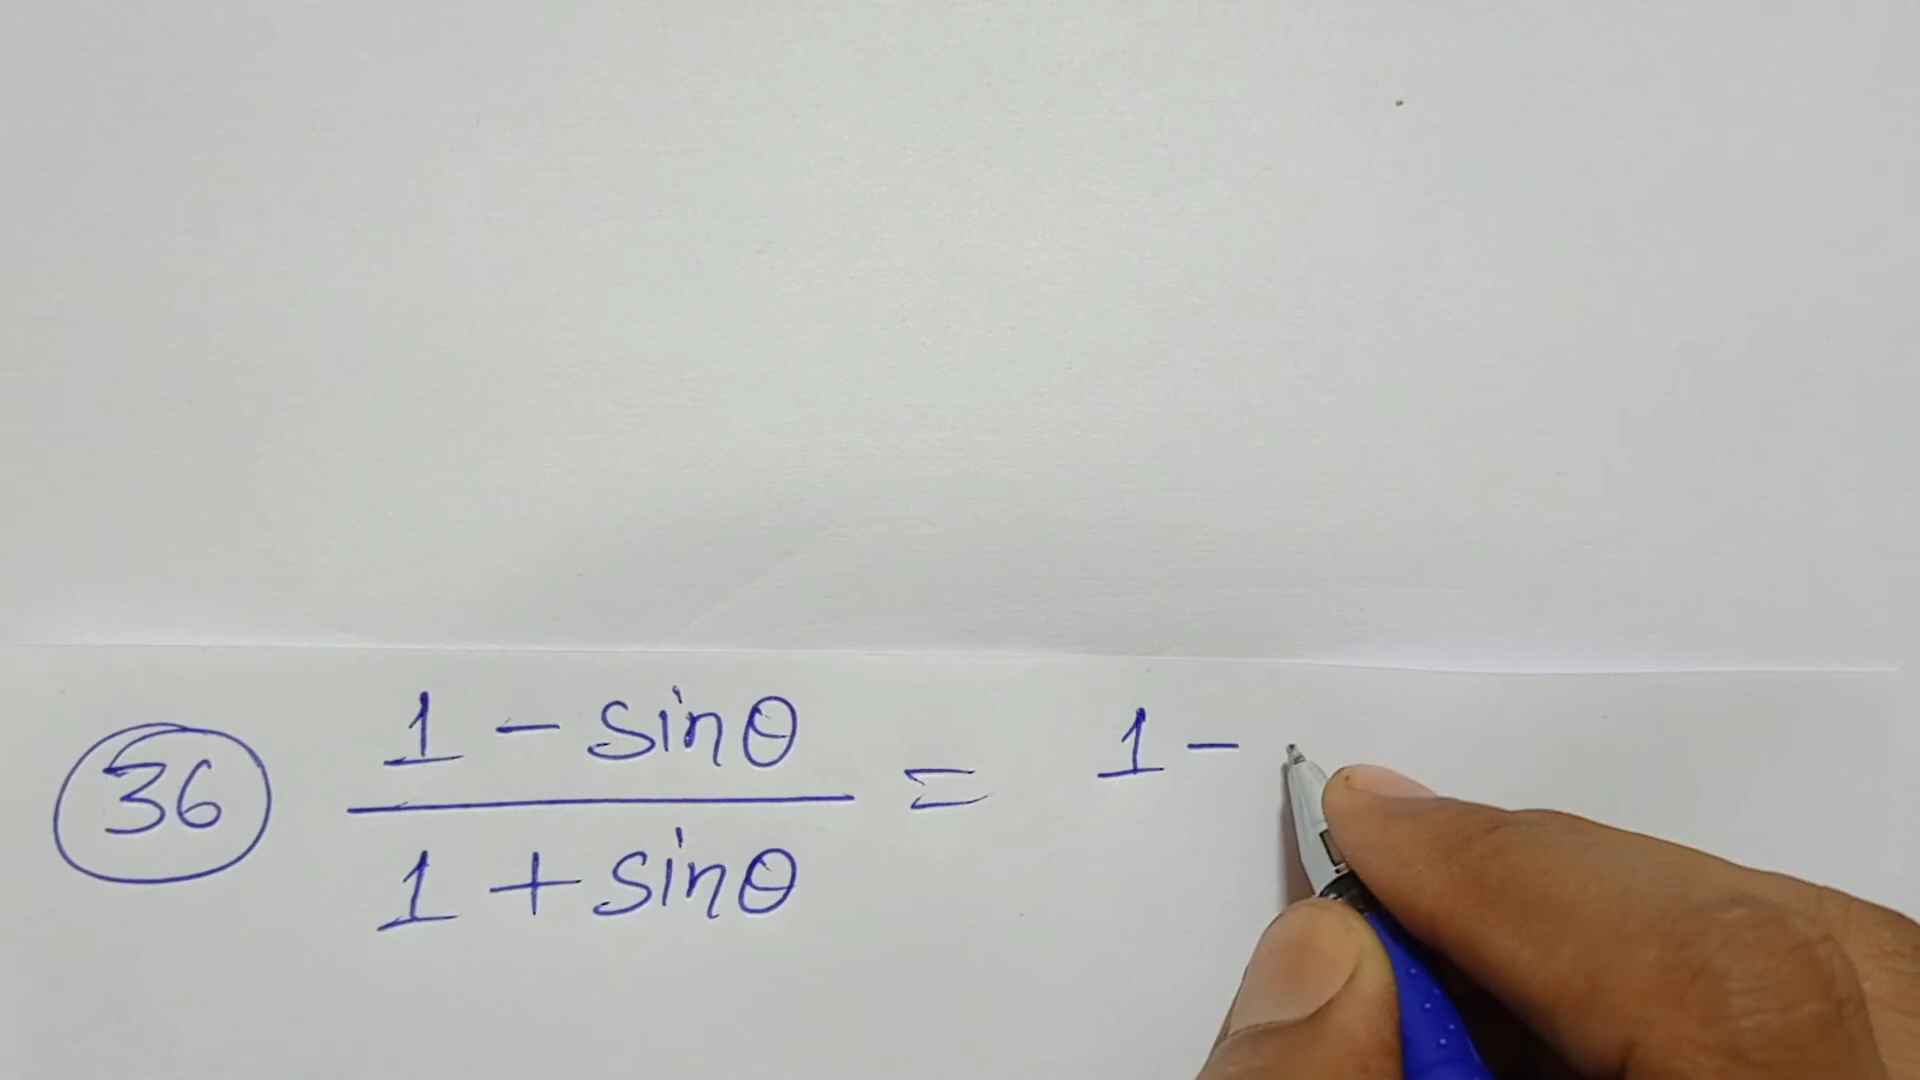 36 1 - sinθ = 1 -
1 + sinθ